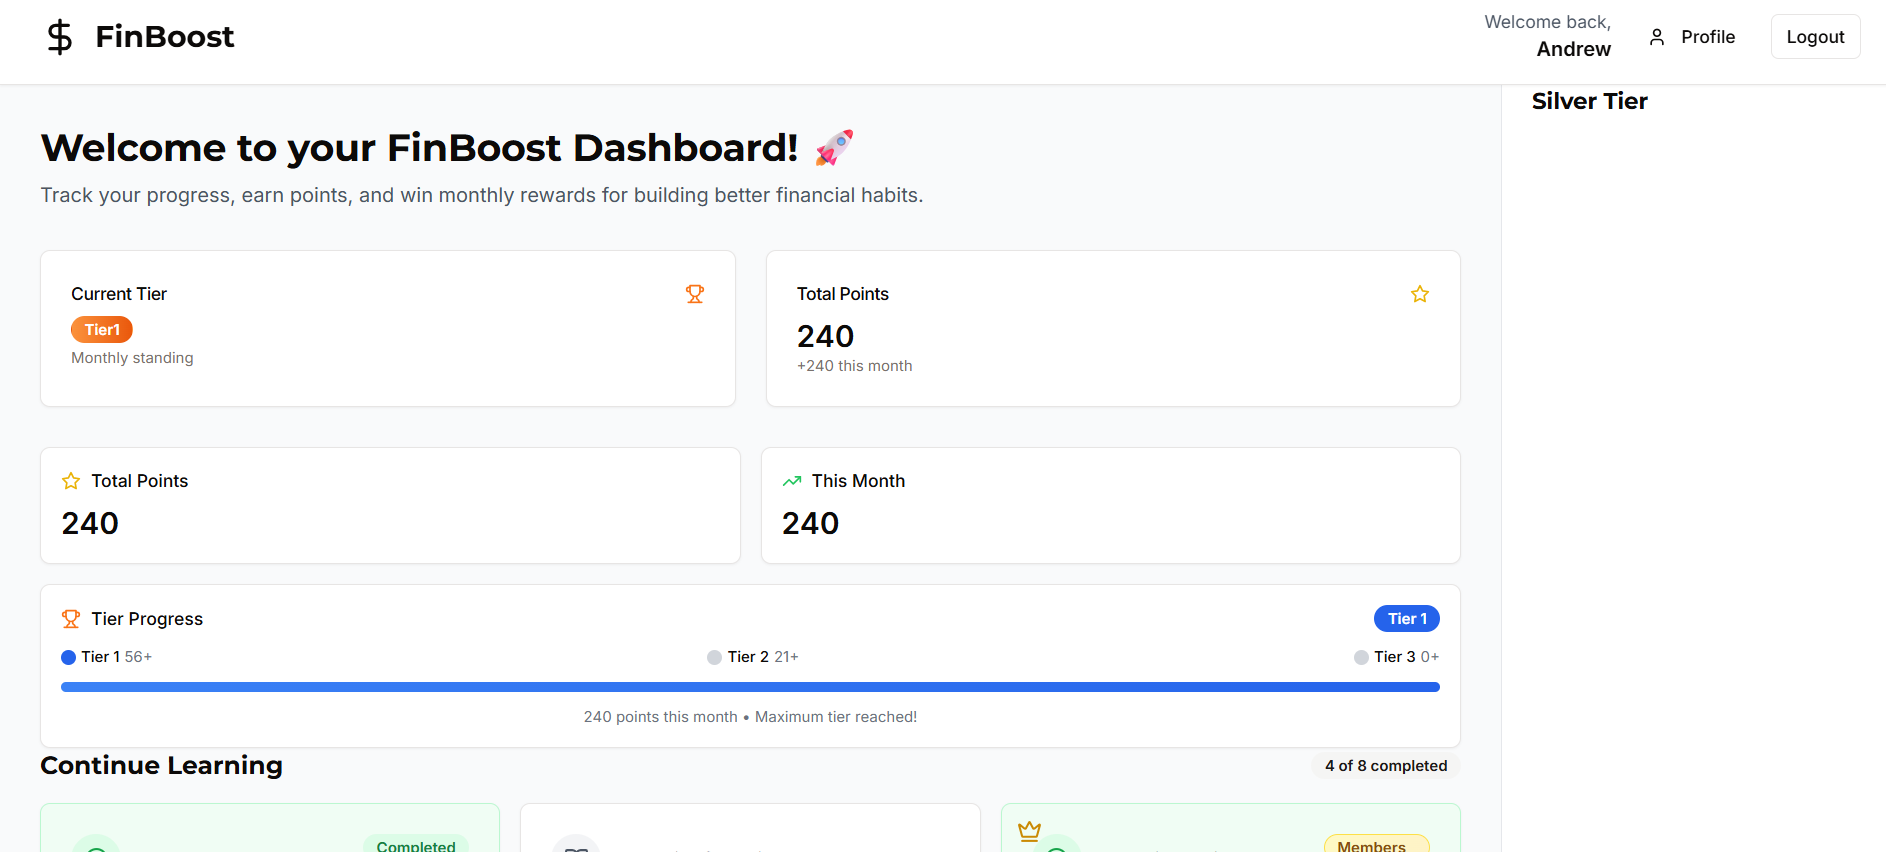 FinBoost
Welcome back,
Andrew
Profile
Logout
Silver Tier
Welcome to your FinBoost Dashboard! 🚀
Track your progress, earn points, and win monthly rewards for building better financial habits.
Current Tier
Tier1
Monthly standing
Total Points
240
+240 this month
Total Points
240
This Month
240
Tier Progress
Tier 1
Tier 1 56+
Tier 2 21+
Tier 3 0+
240 points this month • Maximum tier reached!
Continue Learning
4 of 8 completed
Completed
Members